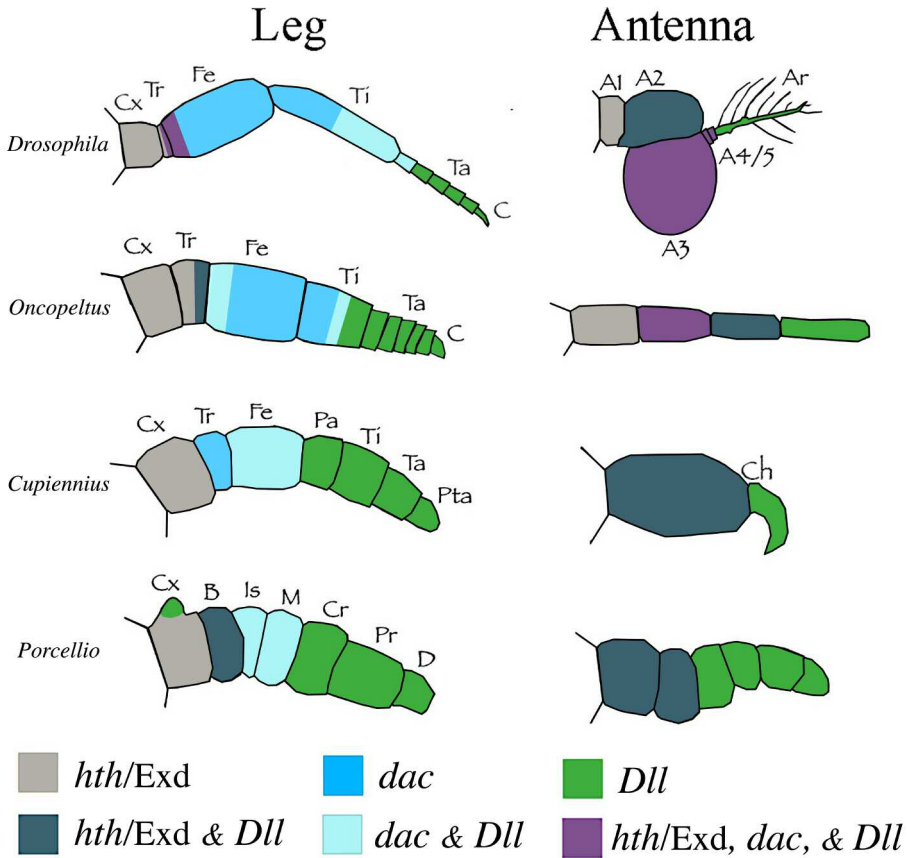 Leg Antenna
Cx Tr Fe Ti Ta C
A1 A2 Ar A4/5 A3
Drosophila
Cx Tr Fe Ti Ta C
Oncopeltus
Cx Tr Fe Pa Ti Ta Pta
Ch
Cupiennius
Cx B Is M Cr Pr D
Porcellio
hth/Exd dac Dll
hth/Exd & Dll dac & Dll hth/Exd, dac, & Dll